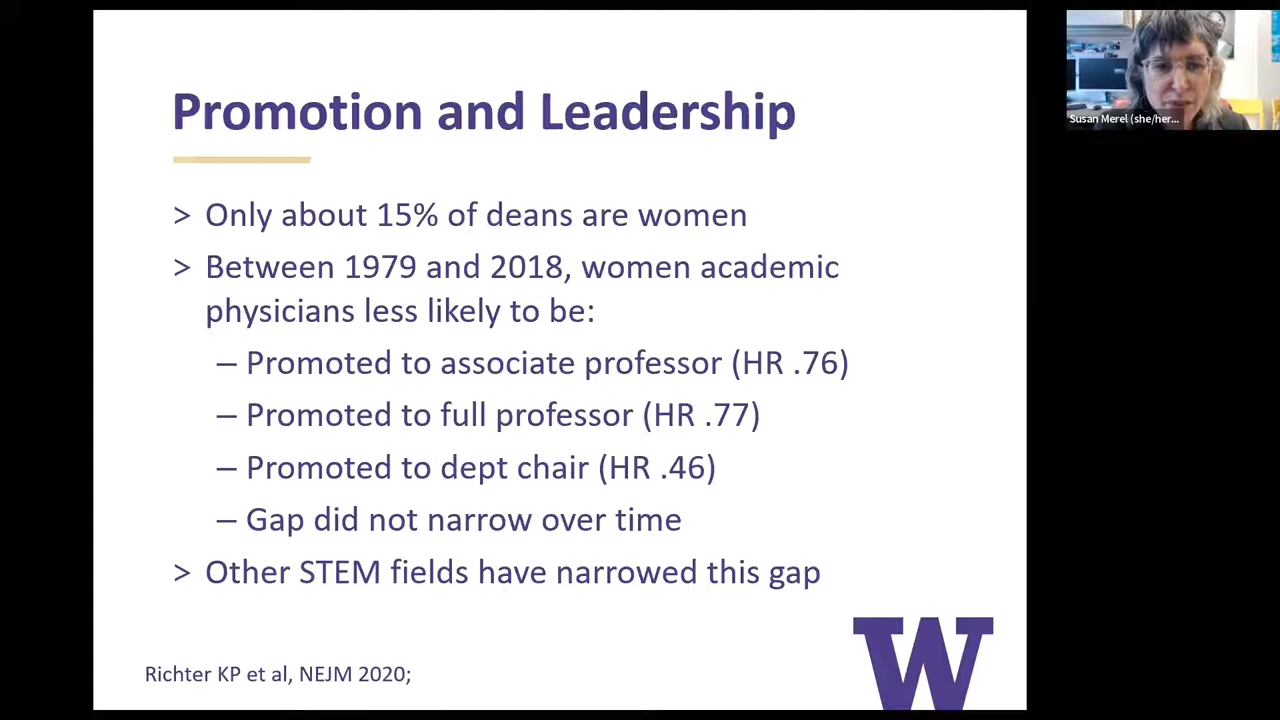 Promotion and Leadership
> Only about 15% of deans are women
> Between 1979 and 2018, women academic
physicians less likely to be:
– Promoted to associate professor (HR .76)
– Promoted to full professor (HR .77)
– Promoted to dept chair (HR .46)
– Gap did not narrow over time
> Other STEM fields have narrowed this gap
Richter KP et al, NEJM 2020;
W
Susan Merel (she/her...